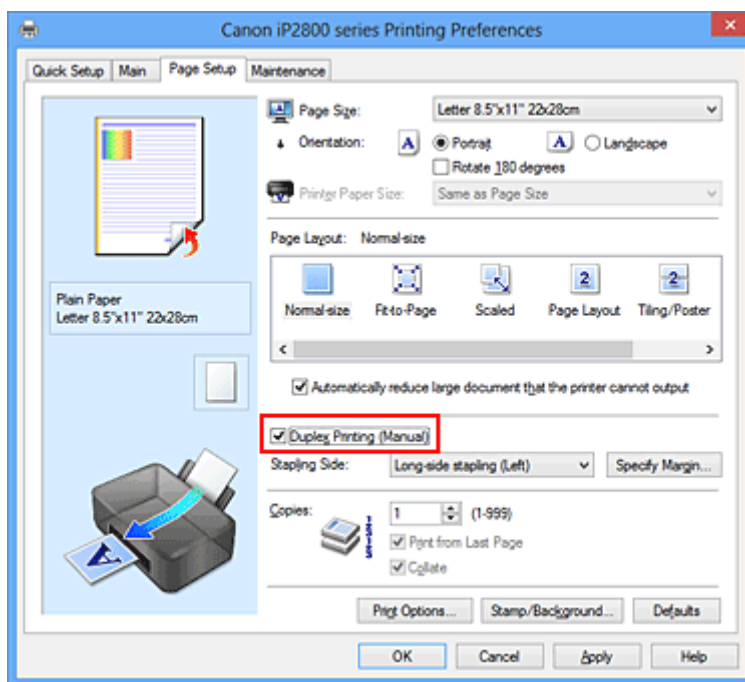 Canon iP2800 series Printing Preferences
Quick Setup Main Page Setup Maintenance
Page Size: Letter 8.5"x11" 22x28cm
Orientation: A Portrait A Landscape
Rotate 180 degrees
Printer Paper Size: Same as Page Size
Page Layout: Normal-size
2 2
Normal-size Fit-to-Page Scaled Page Layout Tiling/Poster
Plain Paper
Letter 8.5"x11" 22x28cm
Automatically reduce large document that the printer cannot output
Duplex Printing (Manual)
Stapling Side: Long-side stapling (Left) Specify Margin...
Copies: 1 (1-999)
Print from Last Page
Collate
A
Print Options... Stamp/Background... Defaults
OK Cancel Apply Help